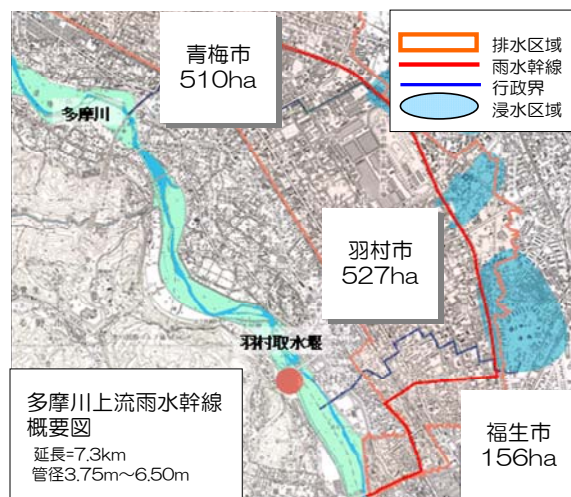 青梅市
510ha
排水区域
雨水幹線
行政界
浸水区域
多摩川
羽村市
527ha
羽村取水堰
多摩川上流雨水幹線
概要図
延長=7.3km
管径3.75m～6.50m
福生市
156ha